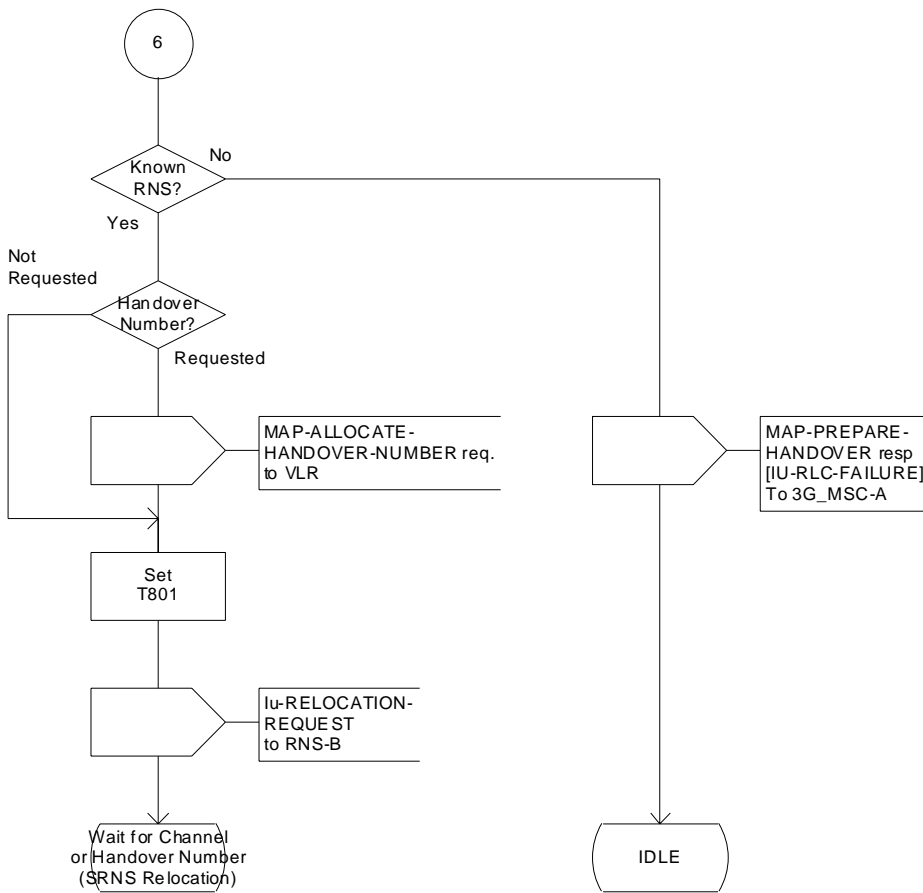 6
Known
RNS?
No
Yes
Not
Requested
Handover
Number?
Requested
MAP-ALLOCATE-
HANDOVER-NUMBER req.
to VLR
MAP-PREPARE-
HANDOVER resp
[IU-RLC-FAILURE]
To 3G_MSC-A
Set
T801
Iu-RELOCATION-
REQUEST
to RNS-B
Wait for Channel
or Handover Number
(SRNS Relocation)
IDLE